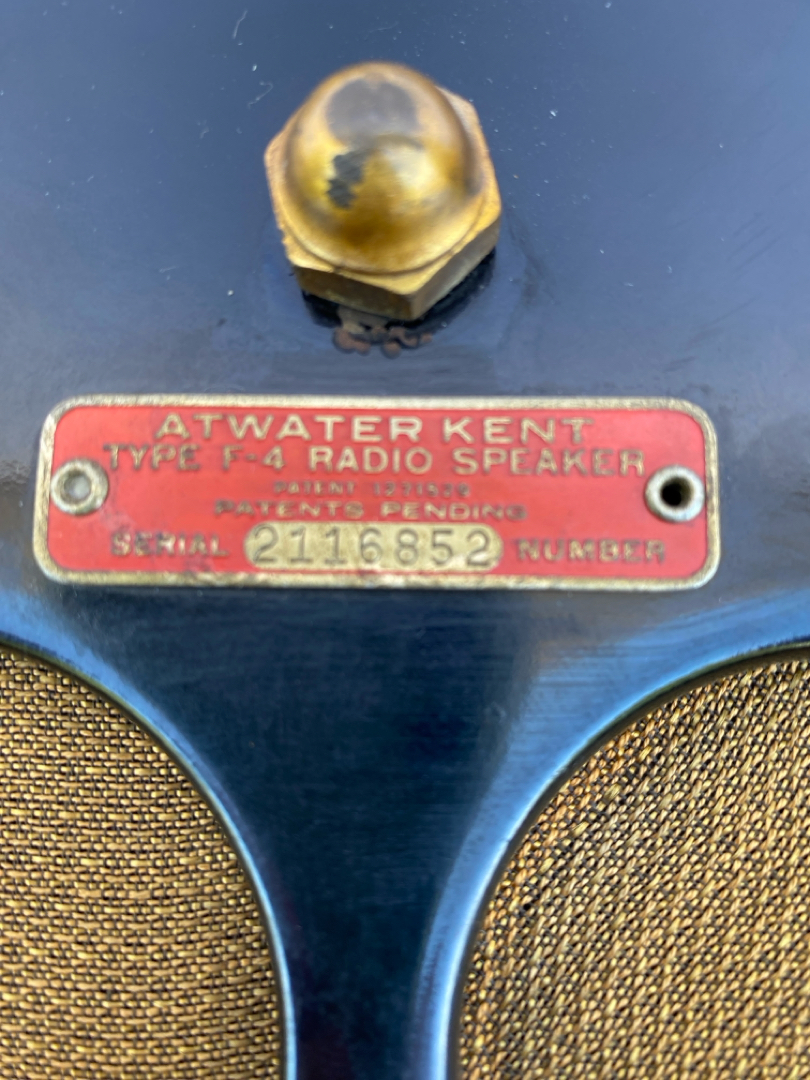 ATWATER KENT
TYPE F-4 RADIO SPEAKER
PATENT
PATENTS PENDING
SERIAL 2116852 NUMBER